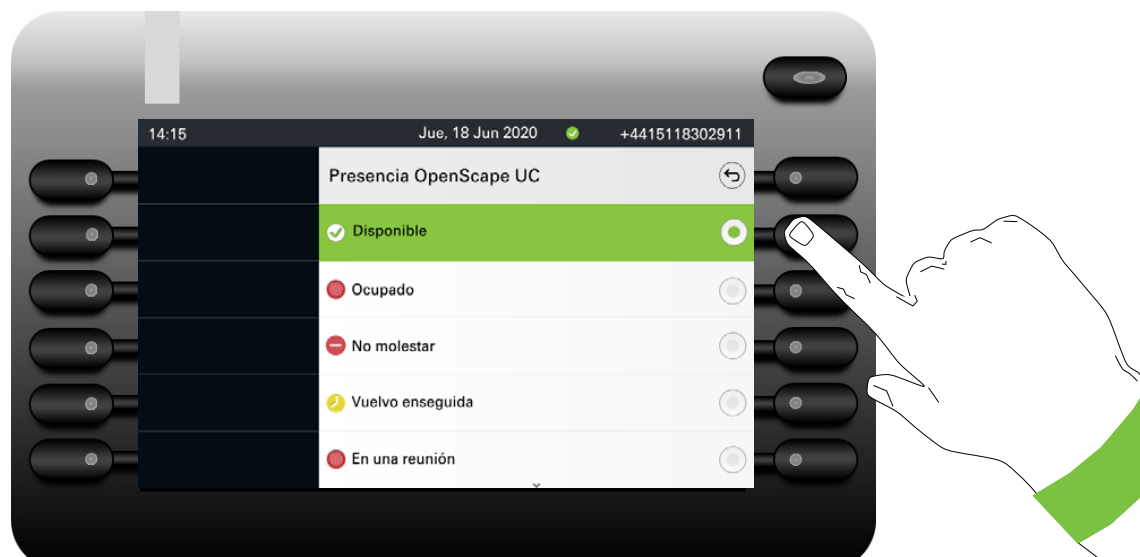 14:15 Jue, 18 Jun 2020 +4415118302911
Presencia OpenScape UC
Disponible
Ocupado
No molestar
Vuelvo enseguida
En una reunión